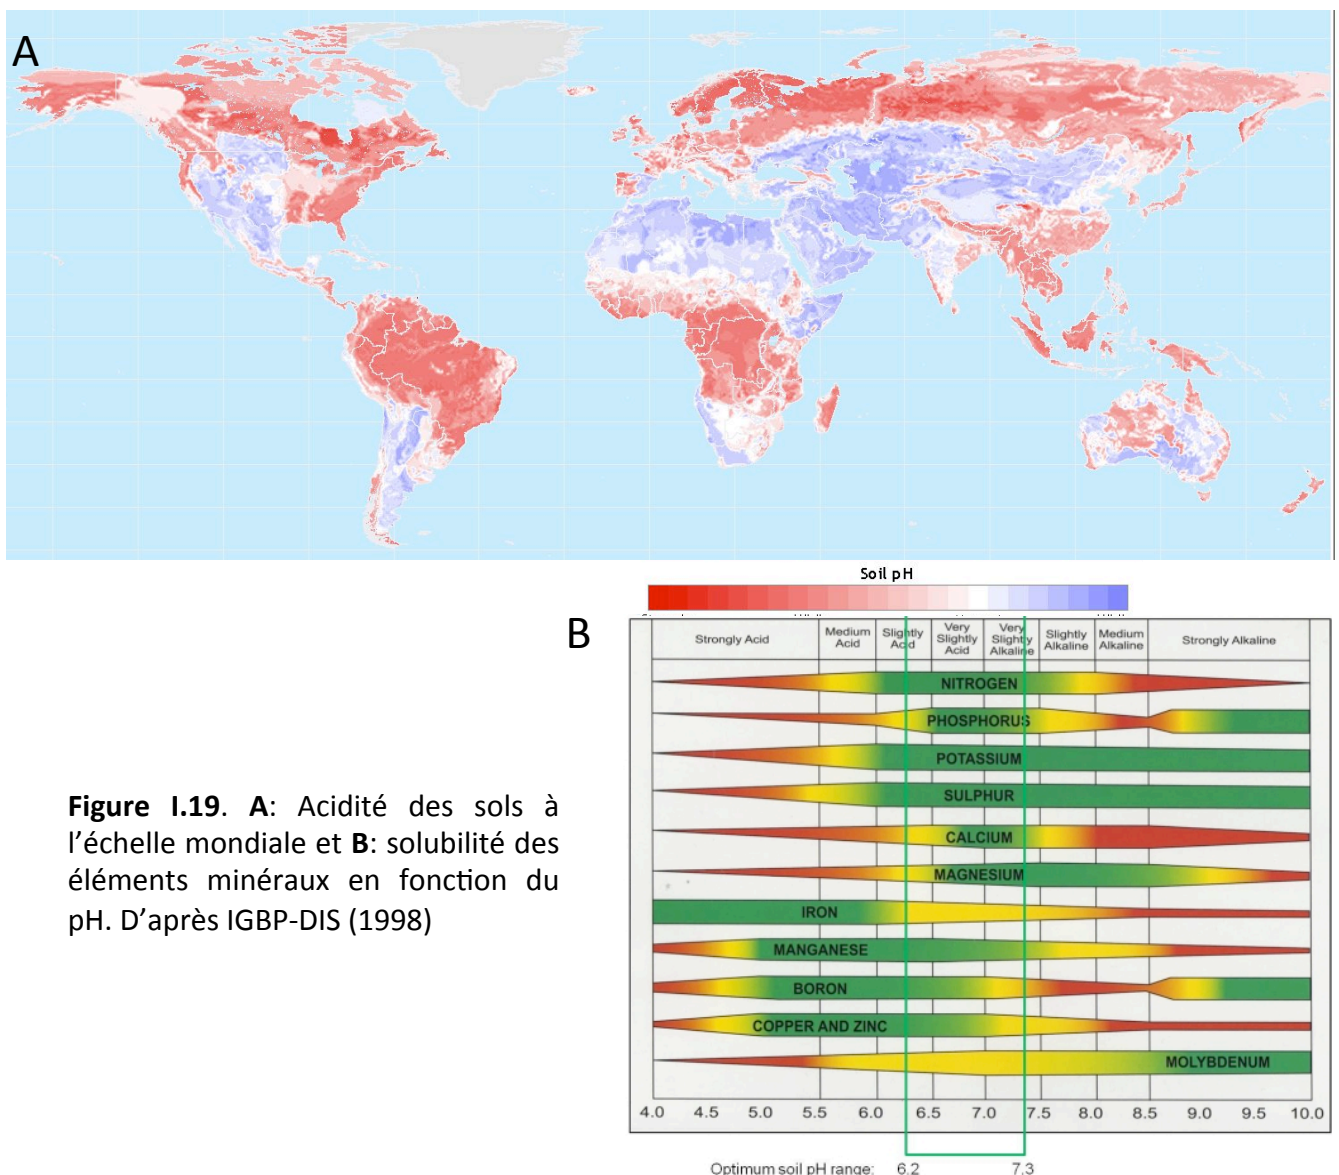 A
Soil pH
B
Strongly Acid
Medium
Acid
Slightly
Acid
Very
Slightly
Acid
Very
Slightly
Alkaline
Slightly
Alkaline
Medium
Alkaline
Strongly Alkaline
NITROGEN
PHOSPHORUS
POTASSIUM
SULPHUR
CALCIUM
MAGNESIUM
IRON
MANGANESE
BORON
COPPER AND ZINC
MOLYBDENUM
4.0 4.5 5.0 5.5 6.0 6.5 7.0 7.5 8.0 8.5 9.0 9.5 10.0
Optimum soil pH range: 6.2 7.3
Figure I.19. A: Acidité des sols à
l’échelle mondiale et B: solubilité des
éléments minéraux en fonction du
pH. D’après IGBP-DIS (1998)